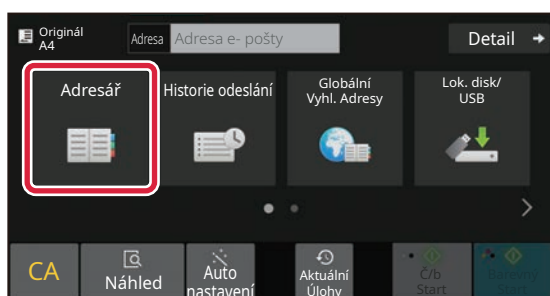 Originál
A4
Adresa
Adresa e- pošty
Detail
Adresář
Historie odeslání
Globální
Vyhl. Adresy
Lok. disk/
USB
CA
Náhled
Auto
nastavení
Aktuální
Úlohy
Č/b
Start
Barevný
Start